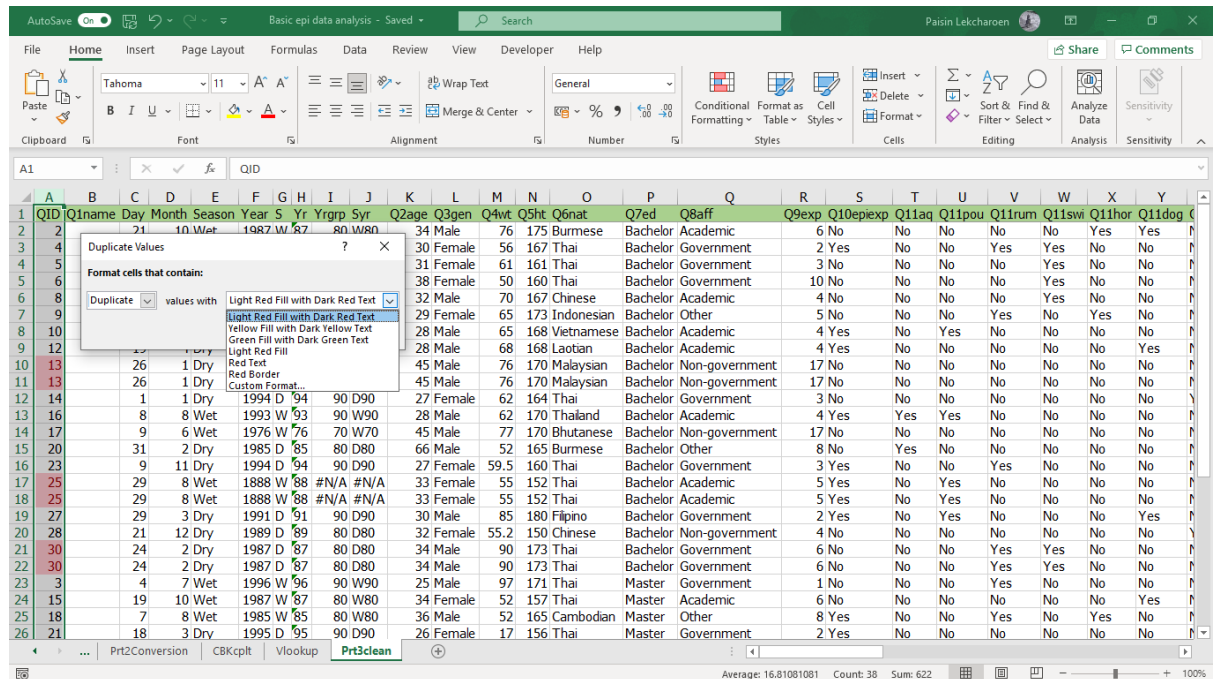 AutoSave On Basic epi data analysis - Saved Search Paisin Lekcharoen
File Home Insert Page Layout Formulas Data Review View Developer Help Share Comments
Tahoma 11 A A Wrap Text General Insert
Paste B I U A Merge & Center % Conditional Format as Cell Delete Sort & Find & Analyze Sensitivity
Formatting Table Styles Format Filter Select Data
Clipboard Font Alignment Number Styles Cells Editing Analysis Sensitivity
A1 fx QID
A B C D E F G H I J K L M N O P Q R S T U V W X Y
1 QID Q1name Day Month Season Year S Yr Yrgrp Syr Q2age Q3gen Q4wt Q5ht Q6nat Q7ed Q8aff Q9exp Q10epiexp Q11aq Q11pou Q11rum Q11swi Q11hor Q11dog
2 2 21 10 Wet 1987 W 87 80 W80 34 Male 76 175 Burmese Bachelor Academic 6 No No No No No Yes Yes
3 4 30 Female 56 167 Thai Bachelor Government 2 Yes No No Yes Yes No No
4 5 31 Female 61 161 Thai Bachelor Government 3 No No No No Yes No No
5 6 38 Female 50 160 Thai Bachelor Government 10 No No No No Yes No No
6 8 32 Male 70 167 Chinese Bachelor Academic 4 No No No No Yes No No
7 9 29 Female 65 173 Indonesian Bachelor Other 5 No No No Yes No Yes No
8 10 28 Male 65 168 Vietnamese Bachelor Academic 4 Yes No Yes No No No No
9 12 28 Male 68 168 Laotian Bachelor Academic 4 Yes No No No No No Yes
10 13 26 1 Dry 45 Male 76 170 Malaysian Bachelor Non-government 17 No No No No No No No
11 13 26 1 Dry 45 Male 76 170 Malaysian Bachelor Non-government 17 No No No No No No No
12 14 1 1 Dry 1994 D 94 90 D90 27 Female 62 164 Thai Bachelor Government 3 No No No No No No No
13 16 8 8 Wet 1993 W 93 90 W90 28 Male 62 170 Thailand Bachelor Academic 4 Yes Yes Yes No No No No
14 17 9 6 Wet 1976 W 76 70 W70 45 Male 77 170 Bhutanese Bachelor Non-government 17 No No No No No No No
15 20 31 2 Dry 1985 D 85 80 D80 66 Male 52 165 Burmese Bachelor Other 8 No Yes No No No No No
16 23 9 11 Dry 1994 D 94 90 D90 27 Female 59.5 160 Thai Bachelor Government 3 Yes No No Yes No No No
17 25 29 8 Wet 1888 W 88 #N/A #N/A 33 Female 55 152 Thai Bachelor Academic 5 Yes No Yes No No No No
18 25 29 8 Wet 1888 W 88 #N/A #N/A 33 Female 55 152 Thai Bachelor Academic 5 Yes No Yes No No No No
19 27 29 3 Dry 1991 D 91 90 D90 30 Male 85 180 Filipino Bachelor Government 2 Yes No Yes No No No Yes
20 28 21 12 Dry 1989 D 89 80 D80 32 Female 55.2 150 Chinese Bachelor Non-government 4 No No No No No No No
21 30 24 2 Dry 1987 D 87 80 D80 34 Male 90 173 Thai Bachelor Government 6 No No No Yes Yes No No
22 30 24 2 Dry 1987 D 87 80 D80 34 Male 90 173 Thai Bachelor Government 6 No No No Yes Yes No No
23 3 4 7 Wet 1996 W 96 90 W90 25 Male 97 171 Thai Master Government 1 No No No Yes No No No
24 15 19 10 Wet 1987 W 87 80 W80 34 Female 52 157 Thai Master Academic 6 No No No No No No Yes
25 18 7 8 Wet 1985 W 85 80 W80 36 Male 52 165 Cambodian Master Other 8 Yes No No Yes No Yes No
26 21 18 3 Dry 1995 D 95 90 D90 26 Female 17 156 Thai Master Government 2 Yes No No No No No No
Duplicate Values ?
Format cells that contain:
Duplicate values with Light Red Fill with Dark Red Text
Light Red Fill with Dark Red Text
Yellow Fill with Dark Yellow Text
Green Fill with Dark Green Text
Light Red Fill
Red Text
Red Border
Custom Format...
... Prt2Conversion CBKcplt Vlookup Prt3clean
Average: 16.81081081 Count: 38 Sum: 622 100%